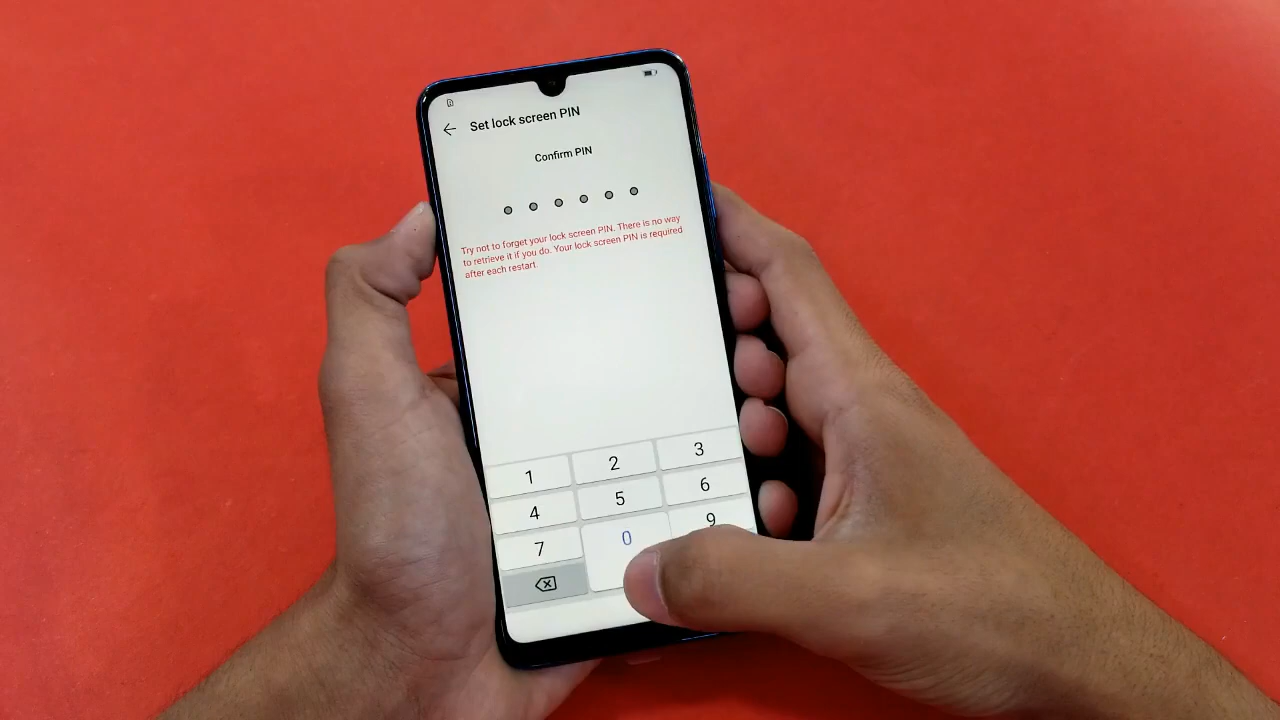 Set lock screen PIN
Confirm PIN
Try not to forget your lock screen PIN. There is no way
to retrieve it if you do. Your lock screen PIN is required
after each restart.
1 2 3
4 5 6
7 0 9